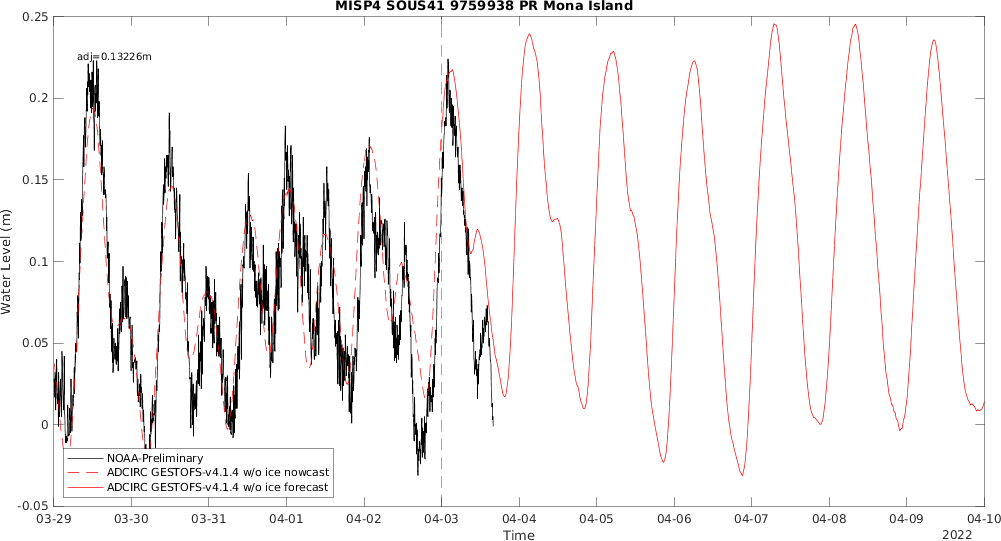 MISP4 SOUS41 9759938 PR Mona Island
adj=0.13226m
0.25
0.2
0.15
0.1
0.05
0
-0.05
Water Level (m)
NOAA-Preliminary
ADCIRC GESTOFS-v4.1.4 w/o ice nowcast
ADCIRC GESTOFS-v4.1.4 w/o ice forecast
03-29 03-30 03-31 04-01 04-02 04-03 04-04 04-05 04-06 04-07 04-08 04-09 04-10
Time
2022